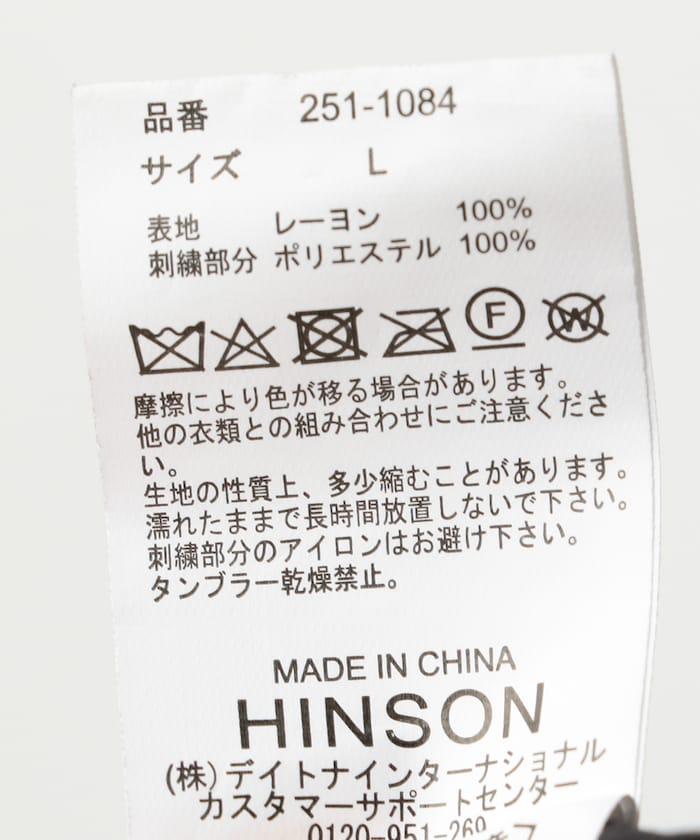 品番 251-1084
サイズ L
表地 レーヨン 100%
刺繍部分 ポリエステル 100%
F W
摩擦により色が移る場合があります。
他の衣類との組み合わせにご注意くださ
い。
生地の性質上、多少縮むことがあります。
濡れたままで長時間放置しないで下さい。
刺繍部分のアイロンはお避け下さい。
タンブラー乾燥禁止。
MADE IN CHINA
HINSON
(株)デイトナインターナショナル
カスタマーサポートセンター
0120-951-269